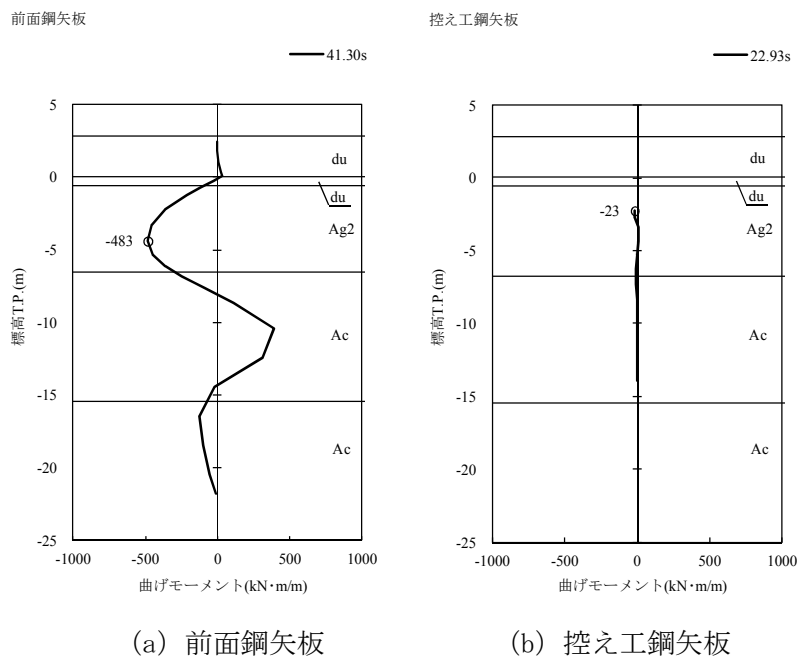 前面鋼矢板
41.30s
5
0
-5
-10
-15
-20
-25
標高T.P.(m)
du
du
Ag2
Ac
Ac
-483
-1000 -500 0 500 1000
曲げモーメント(kN・m/m)
(a) 前面鋼矢板
控え工鋼矢板
22.93s
5
0
-5
-10
-15
-20
-25
標高T.P.(m)
du
du
Ag2
Ac
Ac
-23
-1000 -500 0 500 1000
曲げモーメント(kN・m/m)
(b) 控え工鋼矢板